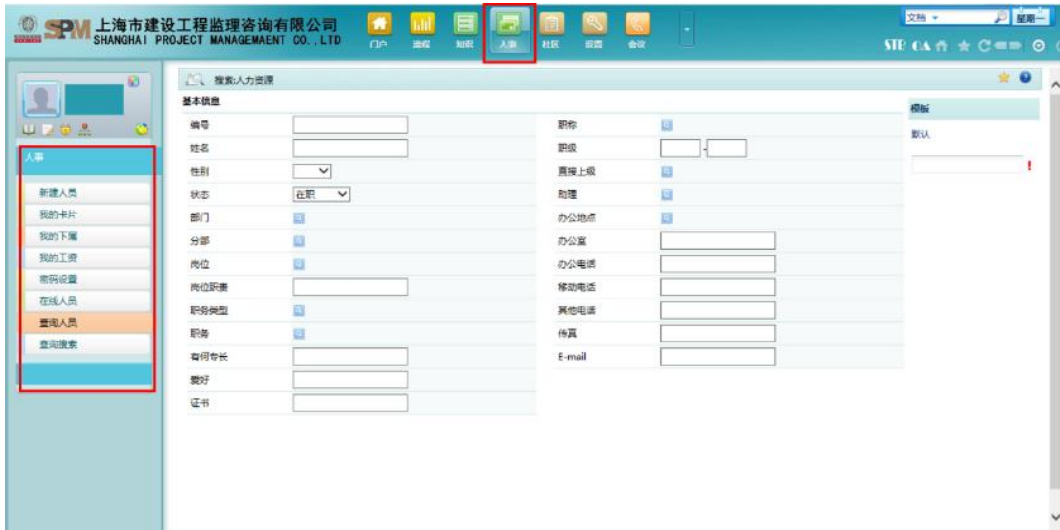 SPM 上海市建设工程监理咨询有限公司
SHANGHAI PROJECT MANAGEMAENT CO.,LTD
门户 流程 知识 人事 社区 设置 会议
文档 星期一
搜索:人力资源
基本信息
编号
姓名
性别
状态 在职
部门
分部
岗位
岗位职责
职务类型
职务
有何专长
爱好
证书
职称
职级 -
直接上级
助理
办公地点
办公室
办公电话
移动电话
其他电话
传真
E-mail
模板
默认
!
人事
新建人员
我的卡片
我的下属
我的工资
密码设置
在线人员
查询人员
查询搜索